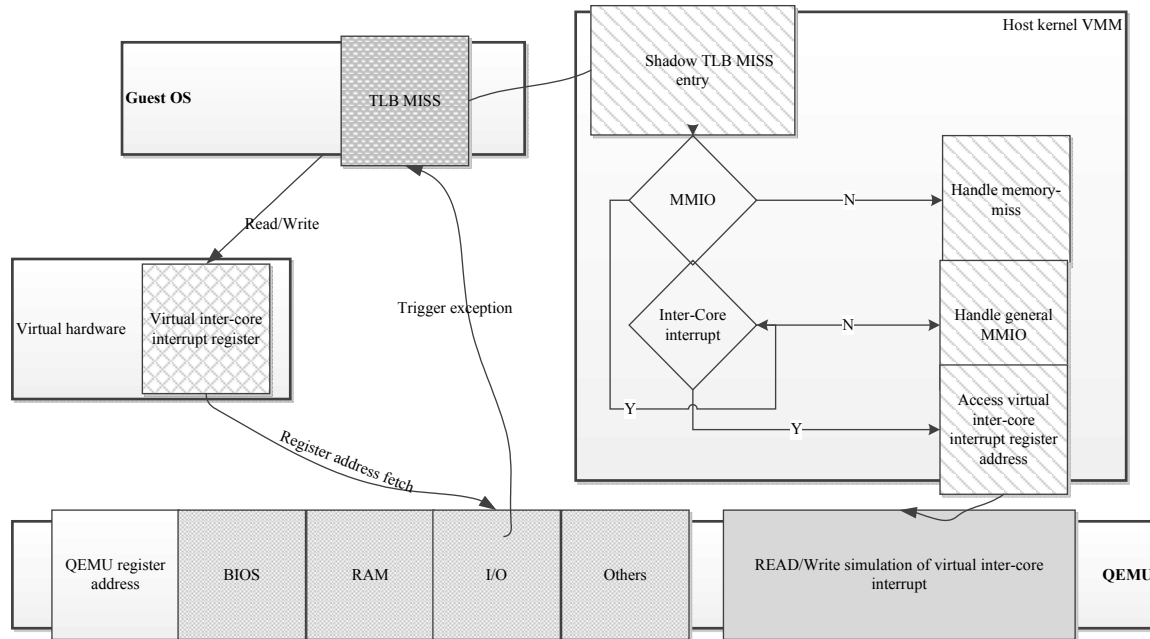 Host kernel VMM
Shadow TLB MISS
entry
Guest OS
TLB MISS
MMIO
N
Handle memory-
miss
Read/Write
Virtual hardware
Virtual inter-core
interrupt register
Trigger exception
Inter-Core
interrupt
N
Handle general
MMIO
Y
Y
Access virtual
inter-core
interrupt register
address
Register address fetch
QEMU register
address
BIOS
RAM
I/O
Others
READ/Write simulation of virtual inter-core
interrupt
QEMU